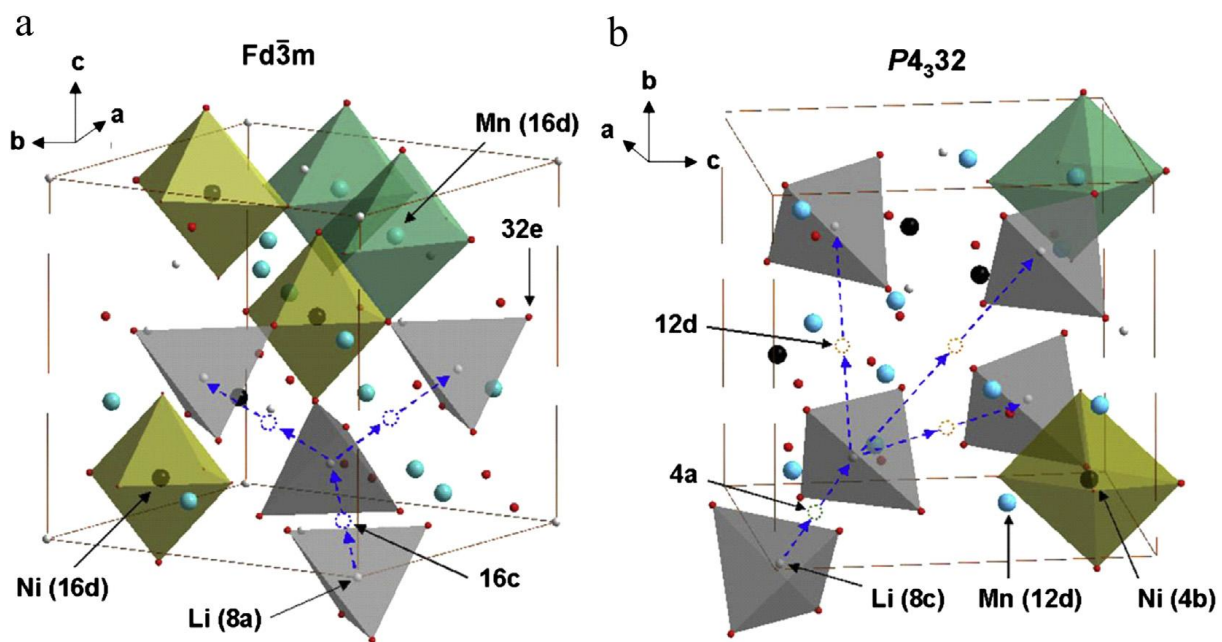 a
Fd3̄m
c
a
b
Mn (16d)
32e
Ni (16d)
Li (8a)
16c
b
P4₃32
b
a
c
12d
4a
Li (8c)
Mn (12d)
Ni (4b)